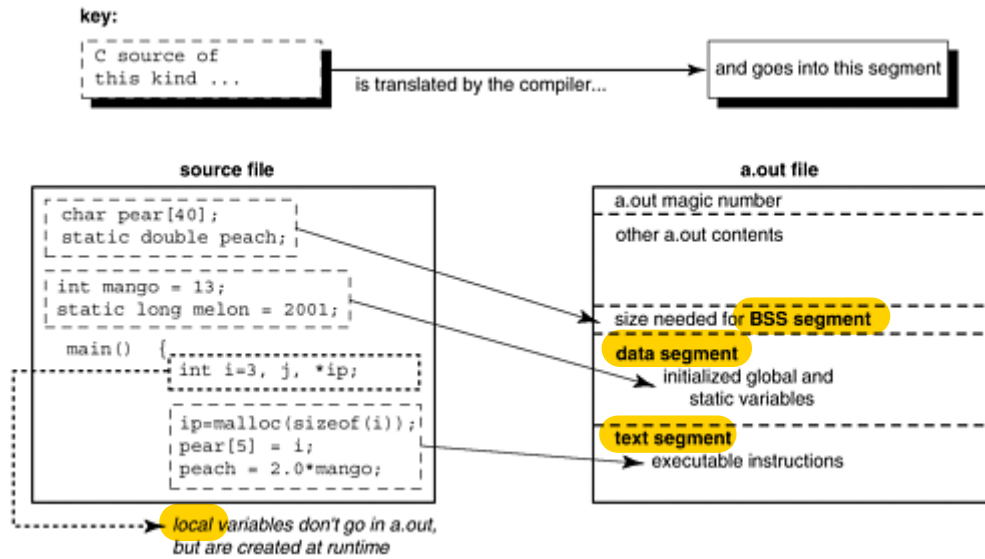 key:
C source of
this kind ...
is translated by the compiler...
and goes into this segment
source file
char pear[40];
static double peach;
int mango = 13;
static long melon = 2001;
main() {
int i=3, j, *ip;
ip=malloc(sizeof(i));
pear[5] = i;
peach = 2.0*mango;
local variables don't go in a.out,
but are created at runtime
a.out file
a.out magic number
other a.out contents
size needed for BSS segment
data segment
initialized global and
static variables
text segment
executable instructions